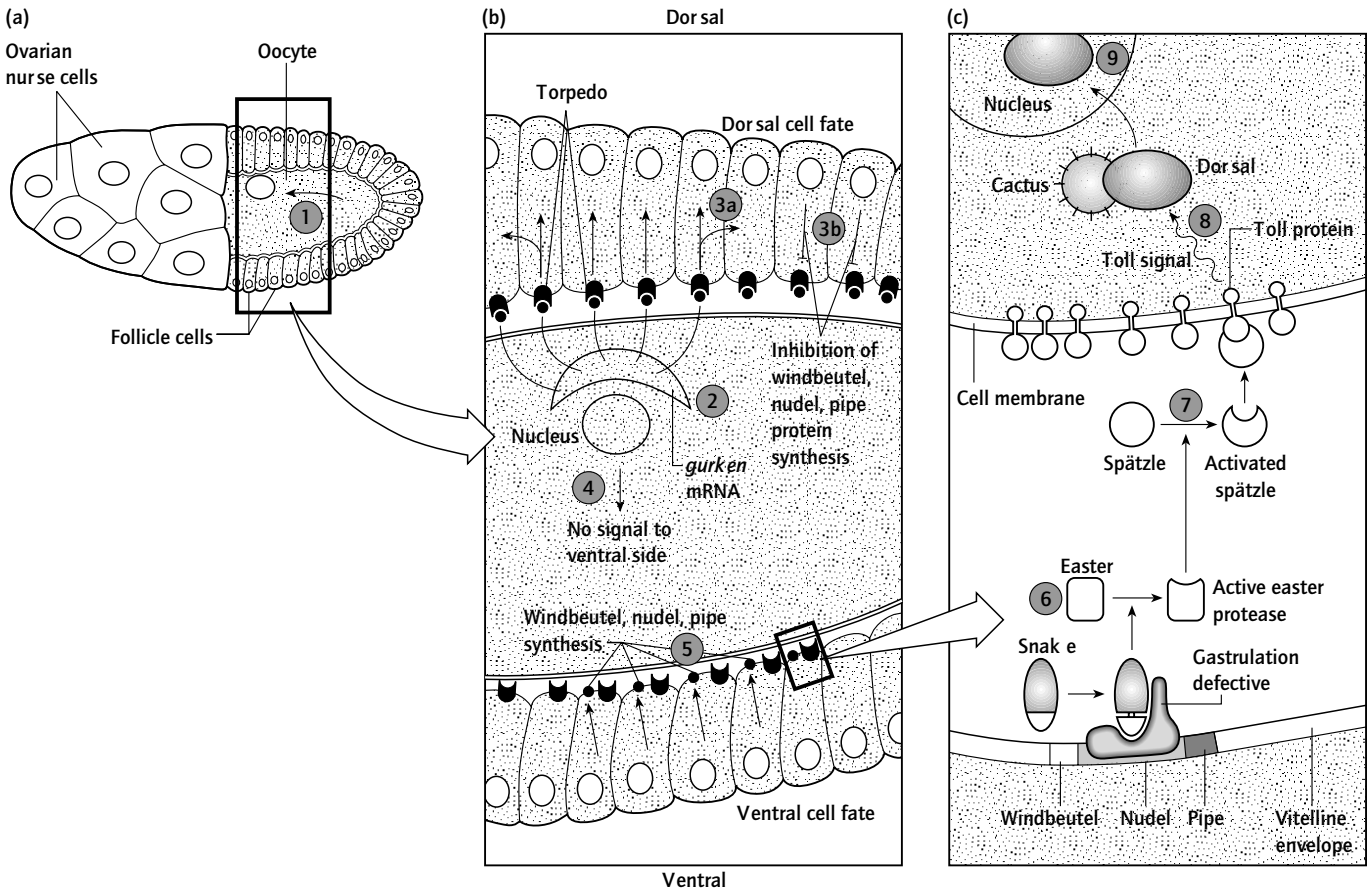 (a)
Ovarian
nurse cells
Oocyte
1
Follicle cells
(b)
Dorsal
Torpedo
Dorsal cell fate
3a
3b
Inhibition of
windbeutel,
nudel, pipe
protein
synthesis
2
Nucleus
gurken
mRNA
4
No signal to
ventral side
Windbeutel, nudel, pipe
synthesis
5
Ventral cell fate
Ventral
(c)
9
Nucleus
Cactus
Dorsal
8
Toll protein
Toll signal
Cell membrane
7
Spätzle
Activated
spätzle
Easter
6
Active easter
protease
Snake
Gastrulation
defective
Windbeutel
Nudel
Pipe
Vitelline
envelope